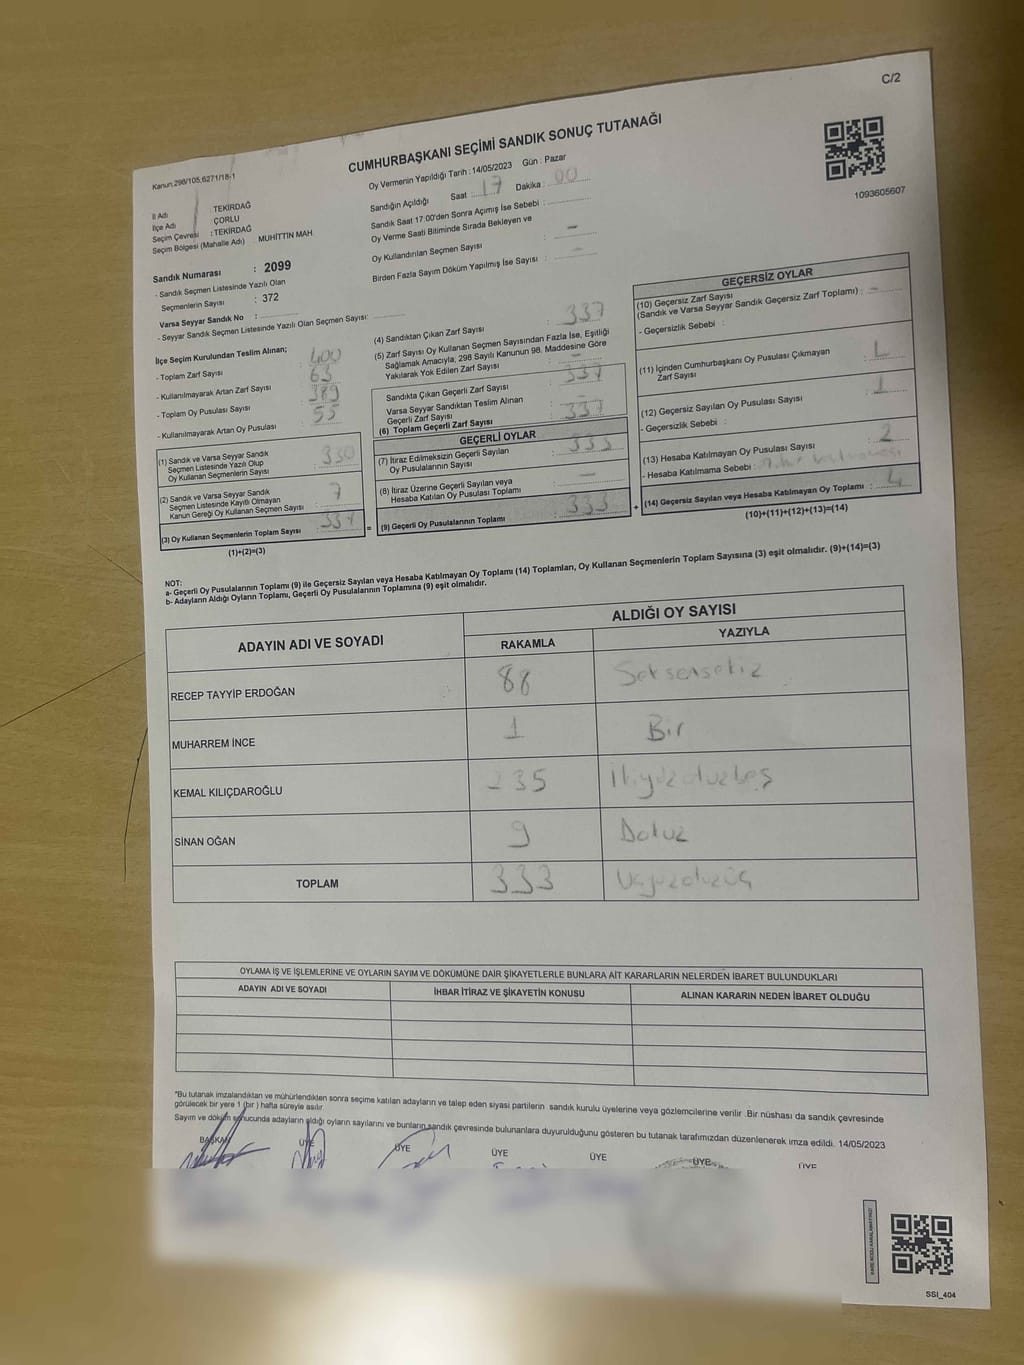 C/2
CUMHURBAŞKANI SEÇİMİ SANDIK SONUÇ TUTANAĞI
Kanun:298/105,6271/18-1
Oy Vermenin Yapıldığı Tarih : 14/05/2023 Gün : Pazar
1093605607
İl Adı : TEKİRDAĞ
İlçe Adı : ÇORLU
Seçim Çevresi : TEKİRDAĞ
Seçim Bölgesi (Mahalle Adı) : MUHİTTİN MAH.
Sandık Numarası : 2099
- Sandık Seçmen Listesinde Yazılı Olan
Seçmenlerin Sayısı : 372
Varsa Seyyar Sandık No :
- Seyyar Sandık Seçmen Listesinde Yazılı Olan Seçmen Sayısı:
Sandığın Açıldığı Saat : 17 Dakika : 00
Sandık Saat 17:00'den Sonra Açımış İse Sebebi :
Oy Verme Saati Bitiminde Sırada Bekleyen ve
Oy Kullandırılan Seçmen Sayısı : -
Birden Fazla Sayım Döküm Yapılmış İse Sayısı : -
İlçe Seçim Kurulundan Teslim Alınan;
- Toplam Zarf Sayısı : 400
- Kullanılmayarak Artan Zarf Sayısı : 63
- Toplam Oy Pusulası Sayısı : 389
- Kullanılmayarak Artan Oy Pusulası : 55
(1) Sandık ve Varsa Seyyar Sandık
Seçmen Listesinde Yazılı Olup
Oy Kullanan Seçmenlerin Sayısı : 330
(2) Sandık ve Varsa Seyyar Sandık
Seçmen Listesinde Kayıtlı Olmayan
Kanun Gereği Oy Kullanan Seçmen Sayısı : 7
(3) Oy Kullanan Seçmenlerin Toplam Sayısı : 337
(1)+(2)=(3)
=
(4) Sandıktan Çıkan Zarf Sayısı : 337
(5) Zarf Sayısı Oy Kullanan Seçmen Sayısından Fazla İse, Eşitliği
Sağlamak Amacıyla, 298 Sayılı Kanunun 98. Maddesine Göre
Yakılarak Yok Edilen Zarf Sayısı : -
Sandıkta Çıkan Geçerli Zarf Sayısı : 337
Varsa Seyyar Sandıktan Teslim Alınan
Geçerli Zarf Sayısı : -
(6) Toplam Geçerli Zarf Sayısı : 337
GEÇERLİ OYLAR
(7) İtiraz Edilmeksizin Geçerli Sayılan
Oy Pusulalarının Sayısı : 333
(8) İtiraz Üzerine Geçerli Sayılan veya
Hesaba Katılan Oy Pusulası Toplamı : -
(9) Geçerli Oy Pusulalarının Toplamı : 333
+
GEÇERSİZ OYLAR
(10) Geçersiz Zarf Sayısı
(Sandık ve Varsa Seyyar Sandık Geçersiz Zarf Toplamı) : -
- Geçersizlik Sebebi :
(11) İçinden Cumhurbaşkanı Oy Pusulası Çıkmayan
Zarf Sayısı : 1
(12) Geçersiz Sayılan Oy Pusulası Sayısı : 1
- Geçersizlik Sebebi :
(13) Hesaba Katılmayan Oy Pusulası Sayısı : 2
- Hesaba Katılmama Sebebi :
(14) Geçersiz Sayılan veya Hesaba Katılmayan Oy Toplamı : 4
(10)+(11)+(12)+(13)=(14)
NOT:
a- Geçerli Oy Pusulalarının Toplamı (9) ile Geçersiz Sayılan veya Hesaba Katılmayan Oy Toplamı (14) Toplamları, Oy Kullanan Seçmenlerin Toplam Sayısına (3) eşit olmalıdır. (9)+(14)=(3)
b- Adayların Aldığı Oyların Toplamı, Geçerli Oy Pusulalarının Toplamına (9) eşit olmalıdır.
ADAYIN ADI VE SOYADI ALDIĞI OY SAYISI
RAKAMLA YAZIYLA
RECEP TAYYİP ERDOĞAN 88 Seksensekiz
MUHARREM İNCE 1 Bir
KEMAL KILIÇDAROĞLU 235 İkiyüzotuzbeş
SİNAN OĞAN 9 Dokuz
TOPLAM 333 Üçyüzotuzüç
OYLAMA İŞ VE İŞLEMLERİNE VE OYLARIN SAYIM VE DÖKÜMÜNE DAİR ŞİKAYETLERLE BUNLARA AİT KARARLARIN NELERDEN İBARET BULUNDUKLARI
ADAYIN ADI VE SOYADI İHBAR İTİRAZ VE ŞİKAYETİN KONUSU ALINAN KARARIN NEDEN İBARET OLDUĞU
*Bu tutanak imzalandıktan ve mühürlendikten sonra seçime katılan adayların ve talep eden siyasi partilerin sandık kurulu üyelerine veya gözlemcilerine verilir .Bir nüshası da sandık çevresinde
görülecek bir yere 1 (bir ) hafta süreyle asılır
Sayım ve döküm sonucunda adayların aldığı oyların sayılarını ve bunların sandık çevresinde bulunanlara duyurulduğunu gösteren bu tutanak tarafımızdan düzenlenerek imza edildi. 14/05/2023
BAŞKAN ÜYE ÜYE ÜYE ÜYE ÜYE ÜYE
SSI_404